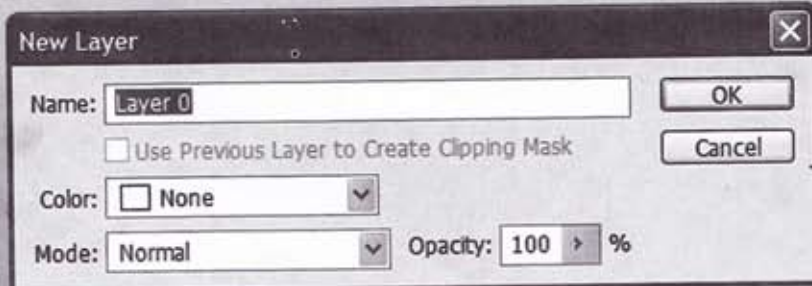 New Layer
Name: Layer 0 OK
Use Previous Layer to Create Clipping Mask Cancel
Color: None
Mode: Normal Opacity: 100 %